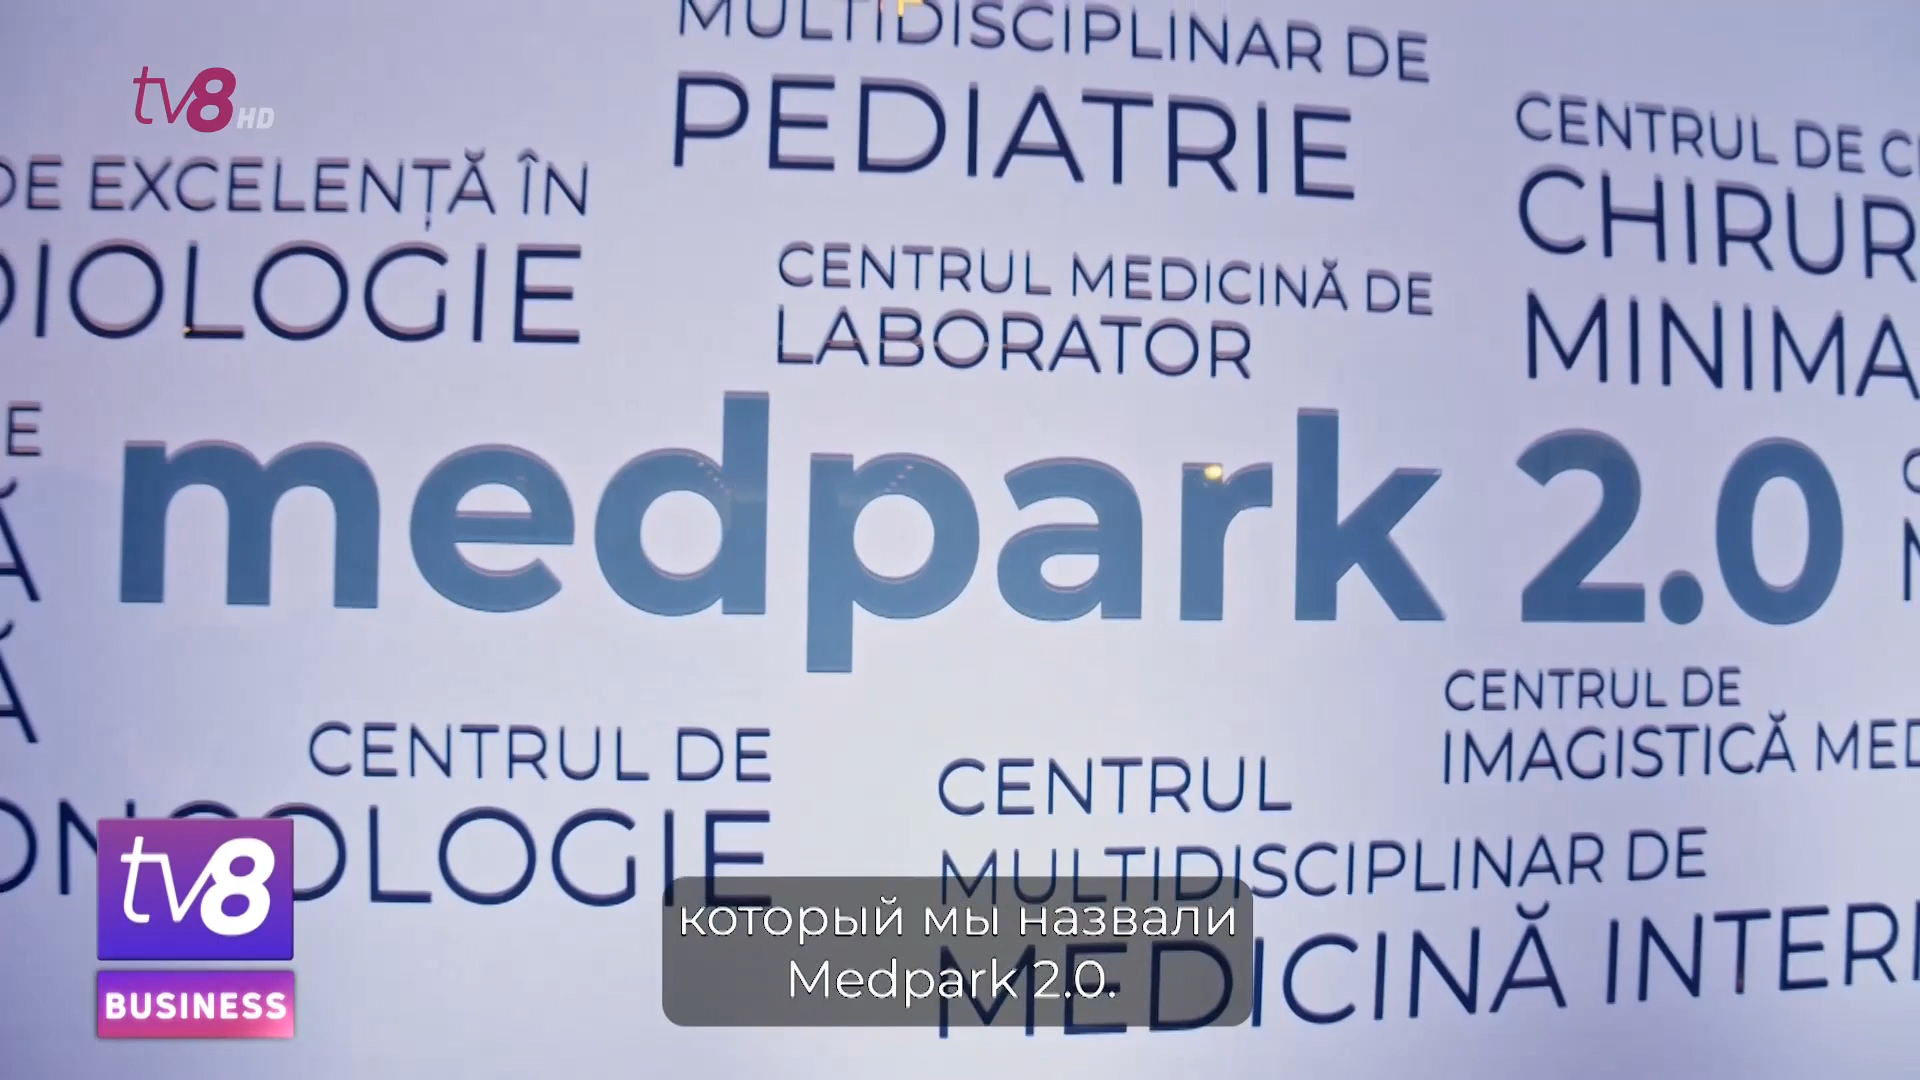 MULTIDISCIPLINAR DE
PEDIATRIE
tv8 HD
DE EXCELENȚĂ ÎN
DIOLOGIE
CENTRUL MEDICINĂ DE
LABORATOR
CENTRUL DE
CHIRUR
MINIMA
medpark 2.0
CENTRUL DE
ONCOLOGIE
CENTRUL
MULTIDISCIPLINAR DE
MEDICINĂ INTER
CENTRUL DE
IMAGISTICĂ MED
tv8
BUSINESS
который мы назвали
Medpark 2.0.